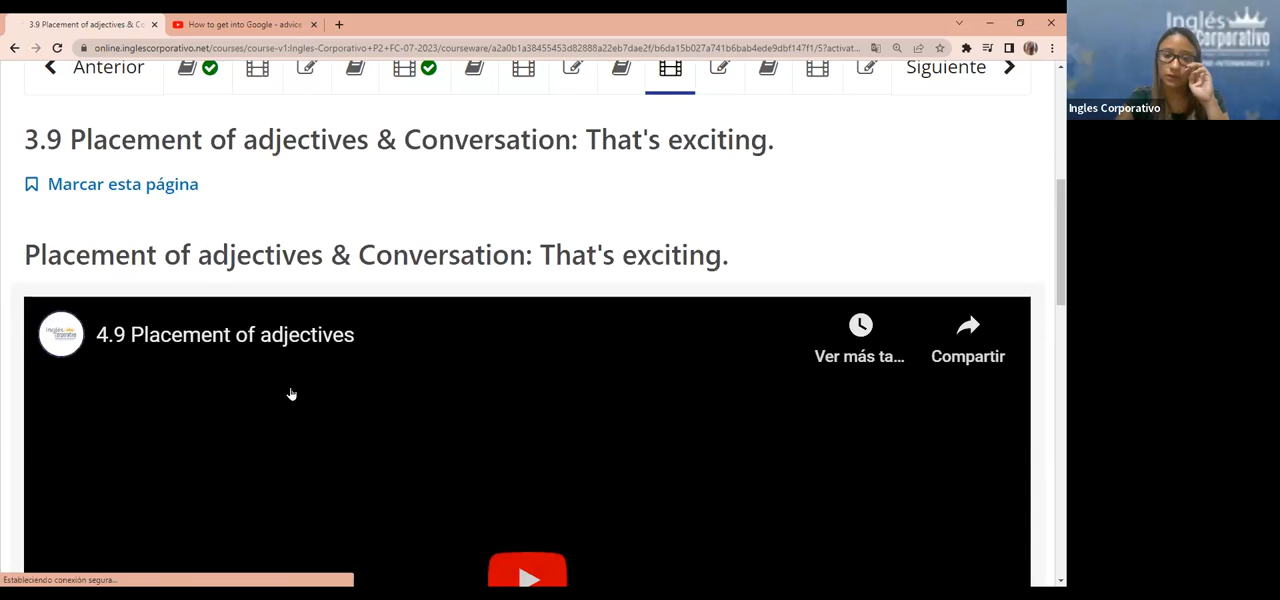 3.9 Placement of adjectives & Co
How to get into Google - advice
online.inglescorporativo.net/courses/course-v1:Ingles-Corporativo+P2+FC-07-2023/courseware/a2a0b1a38455453d82888a22eb7dae2f/b6da15b027a741b6bab4ede9dbf147f1/5?activat...
Anterior
Siguiente
3.9 Placement of adjectives & Conversation: That's exciting.
Marcar esta página
Placement of adjectives & Conversation: That's exciting.
4.9 Placement of adjectives
Ver más ta...
Compartir
Estableciendo conexión segura...
Inglés
Corporativo
Ingles Corporativo